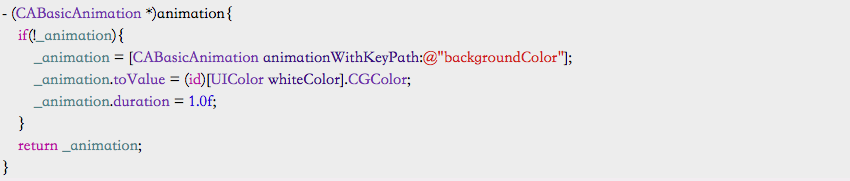 - (CABasicAnimation *)animation{
if(!_animation){
_animation = [CABasicAnimation animationWithKeyPath:@"backgroundColor"];
_animation.toValue = (id)[UIColor whiteColor].CGColor;
_animation.duration = 1.0f;
}
return _animation;
}